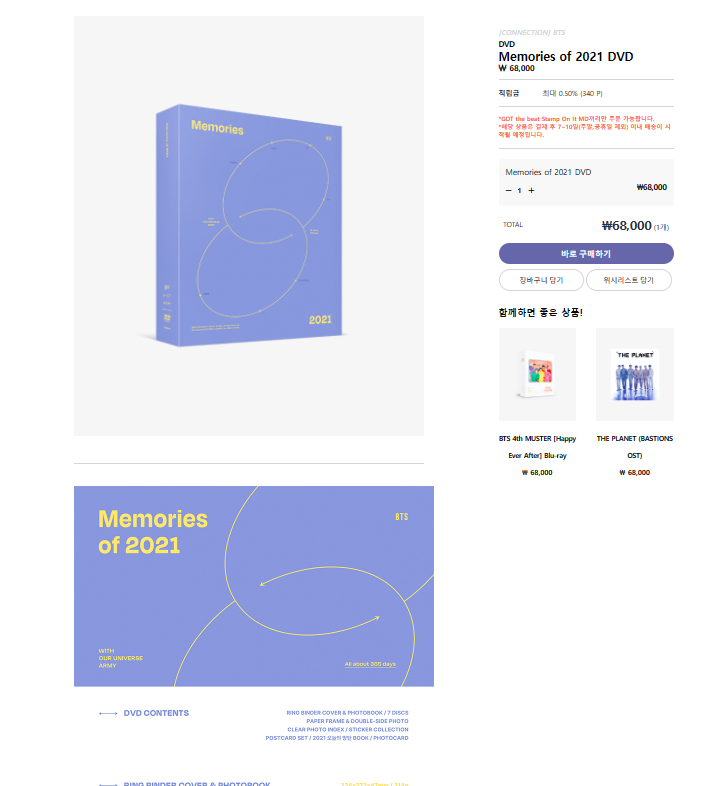 [CONNECTION] BTS
DVD
Memories of 2021 DVD
₩ 68,000
적립금 최대 0.50% (340 P)
*GOT the beat Stamp On It MD끼리만 주문 가능합니다.
*해당 상품은 결제 후 7~10일(주말,공휴일 제외) 이내 배송이 시
작될 예정입니다.
Memories of 2021 DVD
− 1 + ₩68,000
TOTAL ₩68,000 (1개)
바로 구매하기
장바구니 담기 위시리스트 담기
함께하면 좋은 상품!
THE PLANET
BTS 4th MUSTER [Happy
Ever After] Blu-ray
₩ 68,000
THE PLANET (BASTIONS
OST)
₩ 68,000
Memories
2021
Memories
of 2021
BTS
WITH
OUR UNIVERSE
ARMY
All about 365 days
DVD CONTENTS
RING BINDER COVER & PHOTOBOOK / 7 DISCS
PAPER FRAME & DOUBLE-SIDE PHOTO
CLEAR PHOTO INDEX / STICKER COLLECTION
POSTCARD SET / 2021 오늘의 방탄 BOOK / PHOTOCARD
RING BINDER COVER & PHOTOBOOK